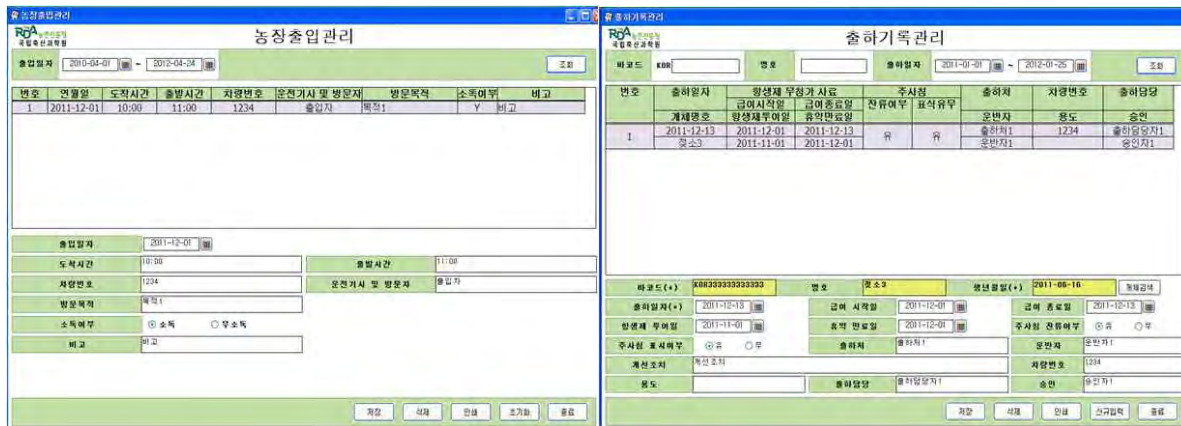 농장출입관리
RDA 농촌진흥청
국립축산과학원
농장출입관리
출입일자 2010-04-01 ~ 2012-04-24 조회
번호 연월일 도착시간 출발시간 차량번호 운전기사 및 방문자 방문목적 소독여부 비고
1 2011-12-01 10:00 11:00 1234 출입자 목적1 Y 비고
출입일자 2011-12-01
도착시간 10:00 출발시간 11:00
차량번호 1234 운전기사 및 방문자 출입자
방문목적 목적1
소독여부 소독 무소독
비고 비고
저장 삭제 인쇄 초기화 종료
출하기록관리
RDA 농촌진흥청
국립축산과학원
출하기록관리
바코드 KOR 명호 출하일자 2011-01-01 ~ 2012-01-25 조회
번호 출하일자 항생제 무첨가 사료 주사침 출하처 차량번호 출하담당
급여시작일 급여종료일 잔류여부 표식유무
개체명호 항생제투여일 휴약만료일 운반자 용도 승인
1 2011-12-13 2011-12-01 2011-12-13 유 유 출하처1 1234 출하담당자1
젖소3 2011-11-01 2011-12-01 운반자1 승인자1
바코드(*) KOR333333333333 명호 젖소3 생년월일(*) 2011-06-16 개체검색
출하일자(*) 2011-12-13 급여 시작일 2011-12-01 급여 종료일 2011-12-13
항생제 투여일 2011-11-01 휴약 만료일 2011-12-01 주사침 잔류여부 유 무
주사침 표시여부 유 무 출하처 출하처1 운반자 운반자1
개선조치 개선조치 차량번호 1234
용도 출하담당 출하담당자1 승인 승인자1
저장 삭제 인쇄 신규입력 종료